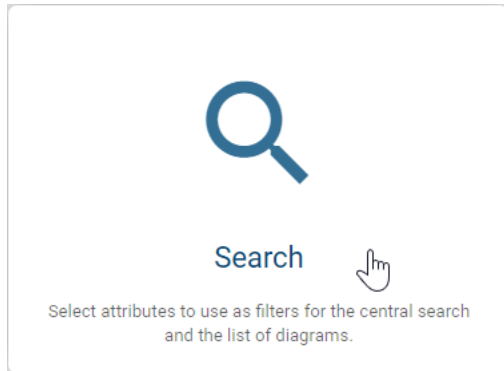 Search
Select attributes to use as filters for the central search
and the list of diagrams.